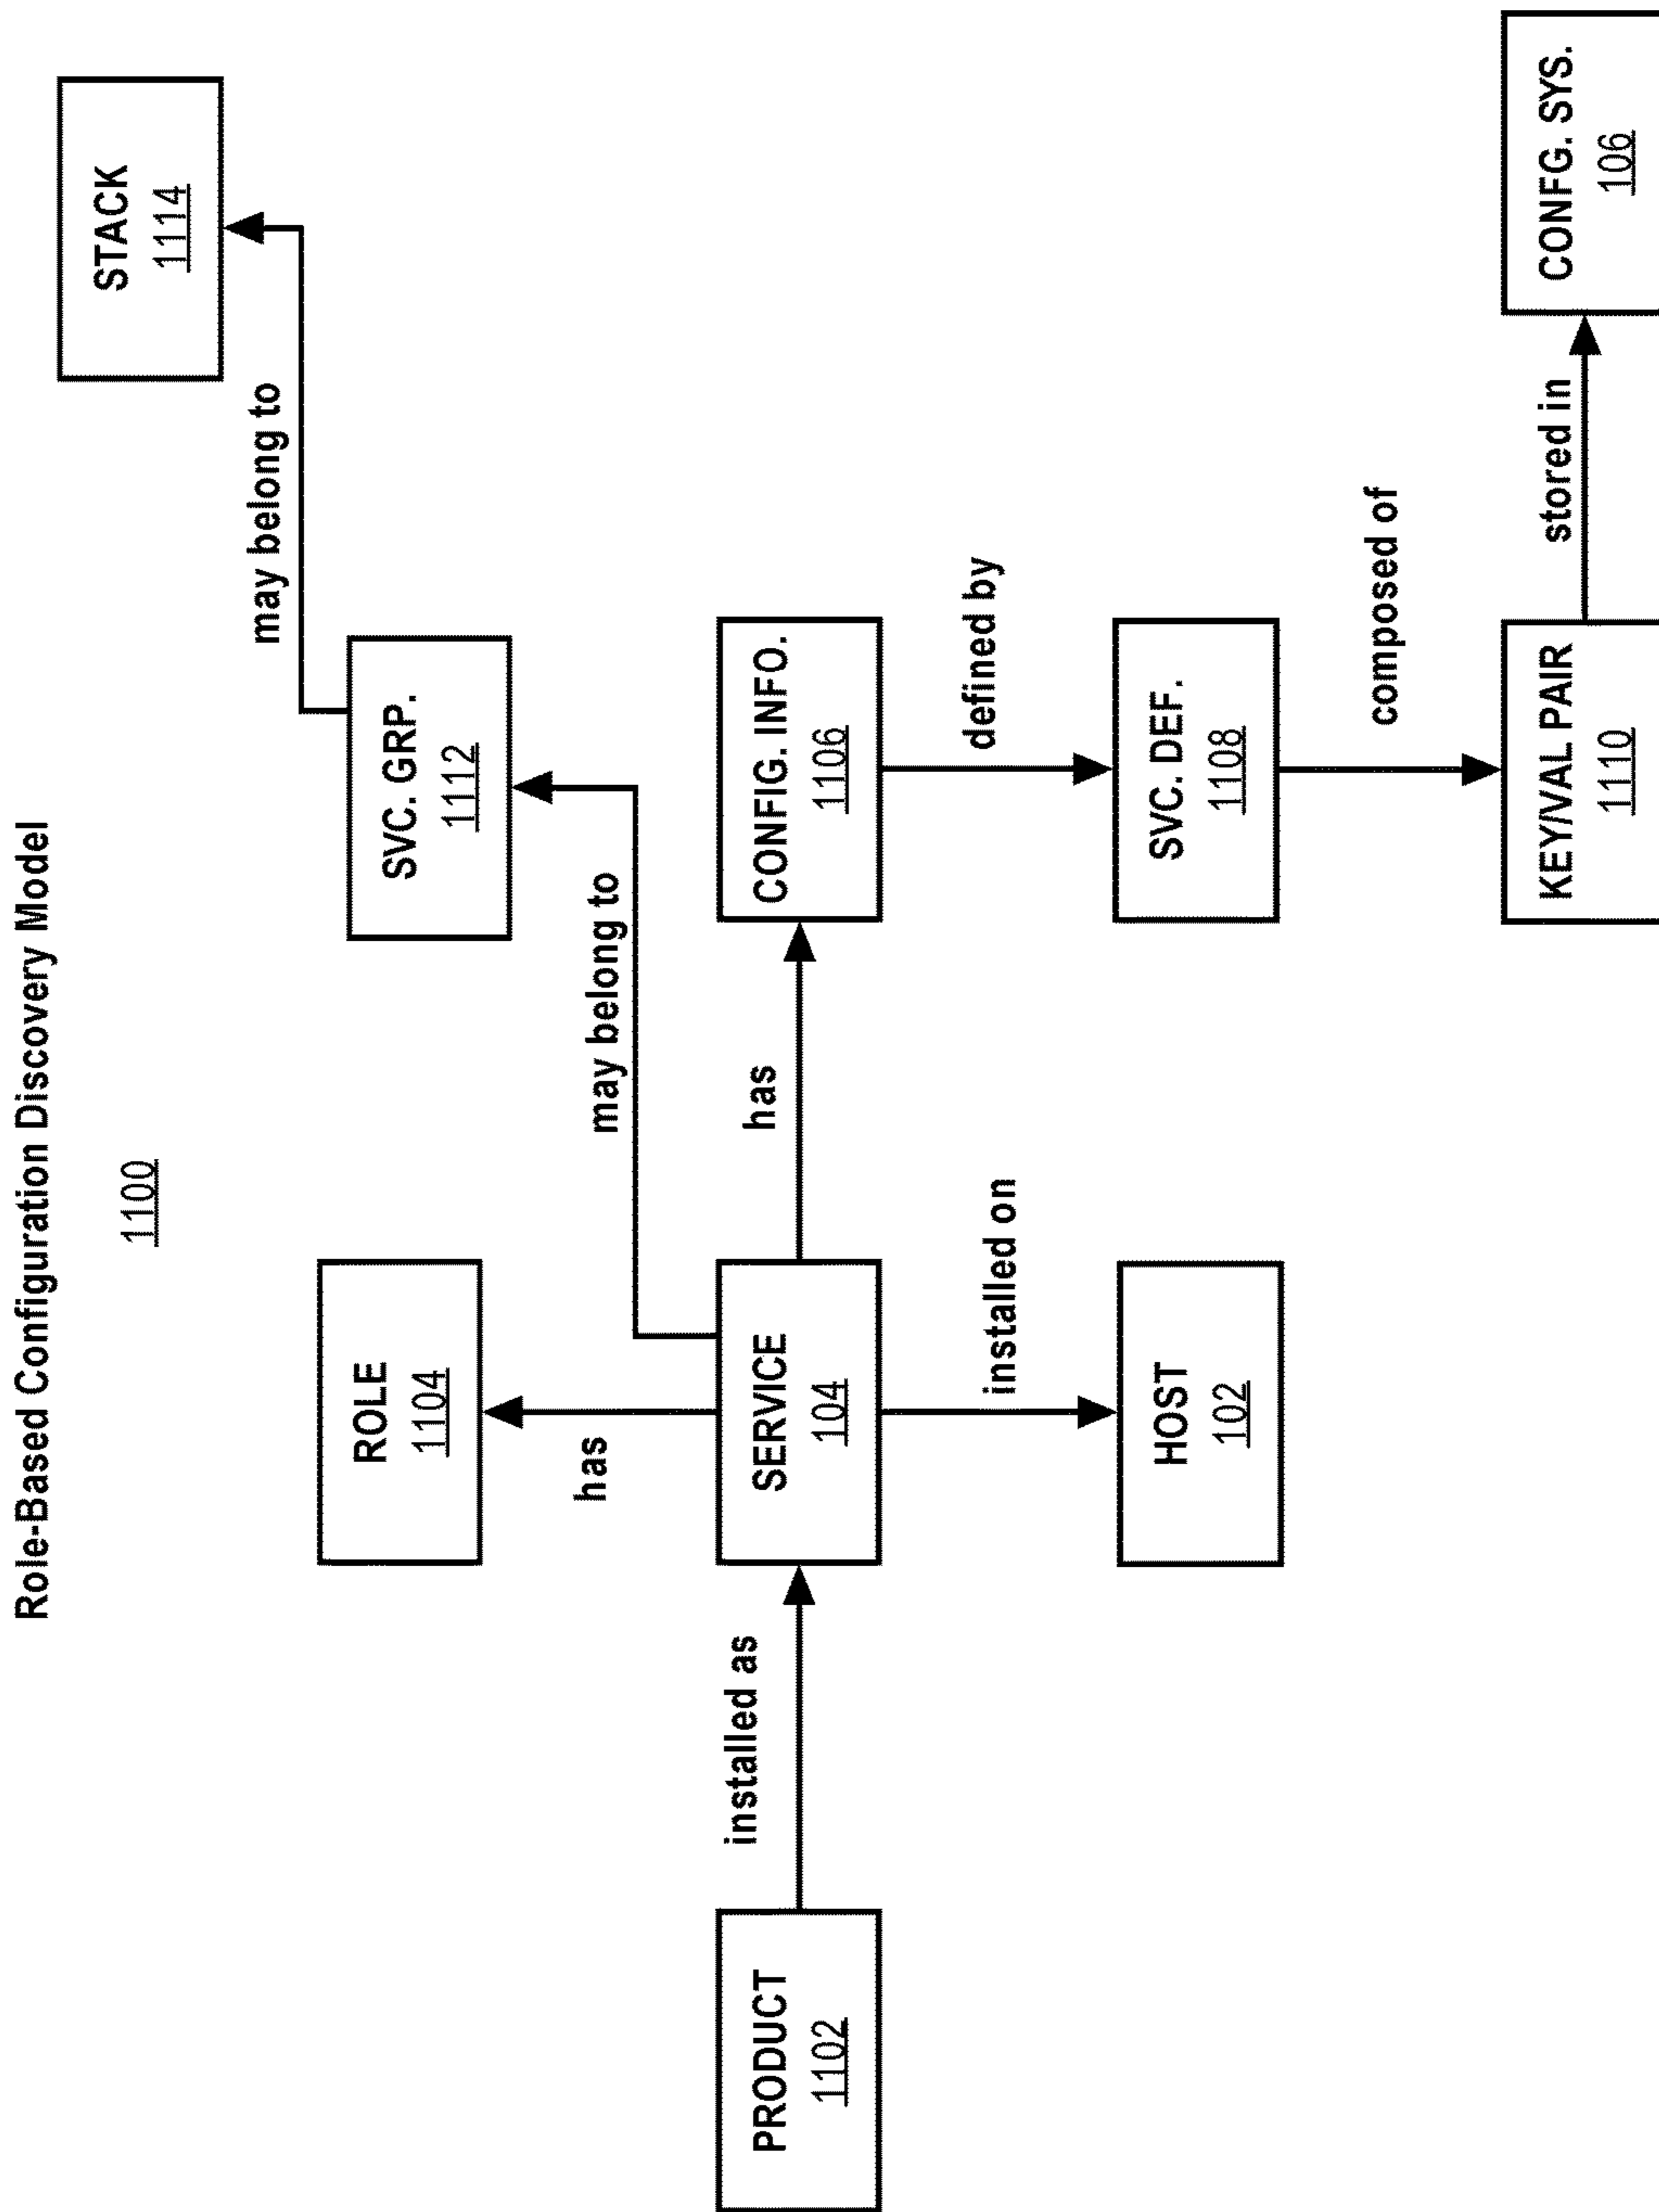 Role-Based Configuration Discovery Model
1100
STACK
1114
may belong to
SVC. GRP.
1112
may belong to
ROLE
1104
has
PRODUCT
1102
installed as
SERVICE
104
has
CONFIG. INFO.
1106
installed on
defined by
HOST
102
SVC. DEF.
1108
composed of
KEY/VAL PAIR
1110
stored in
CONFG. SYS.
106